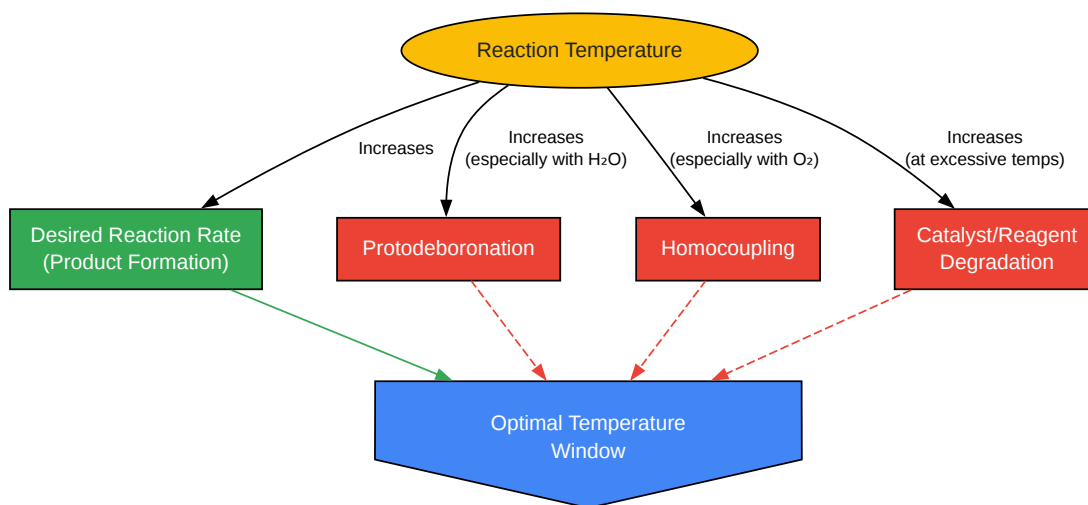 Reaction Temperature
Increases
Increases
(especially with H₂O)
Increases
(especially with O₂)
Increases
(at excessive temps)
Desired Reaction Rate
(Product Formation)
Protodeboronation
Homocoupling
Catalyst/Reagent
Degradation
Optimal Temperature
Window